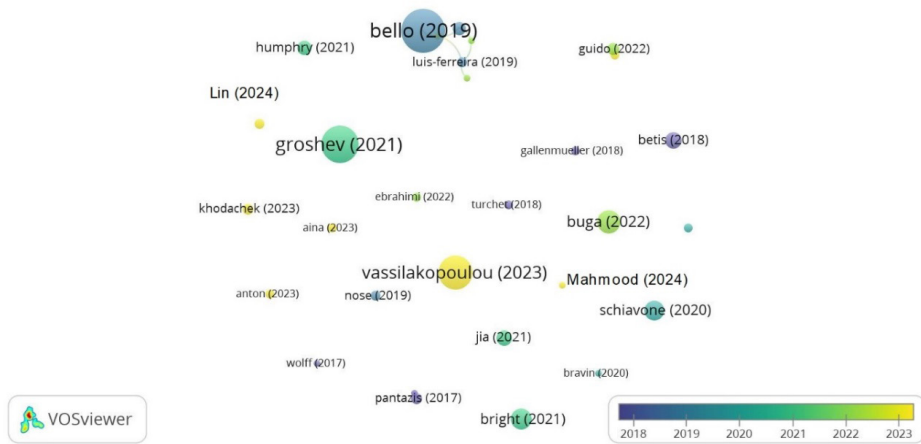 bello (2019)
humphry (2021)
guido (2022)
luis-ferreira (2019)
Lin (2024)
groshev (2021)
betis (2018)
gallenmueller (2018)
ebrahimi (2022)
turchet (2018)
khodachek (2023)
buga (2022)
aina (2023)
vassilakopoulou (2023)
Mahmood (2024)
anton (2023)
nose (2019)
schiavone (2020)
jia (2021)
wolff (2017)
bravin (2020)
pantazis (2017)
bright (2021)
VOSviewer
2018 2019 2020 2021 2022 2023